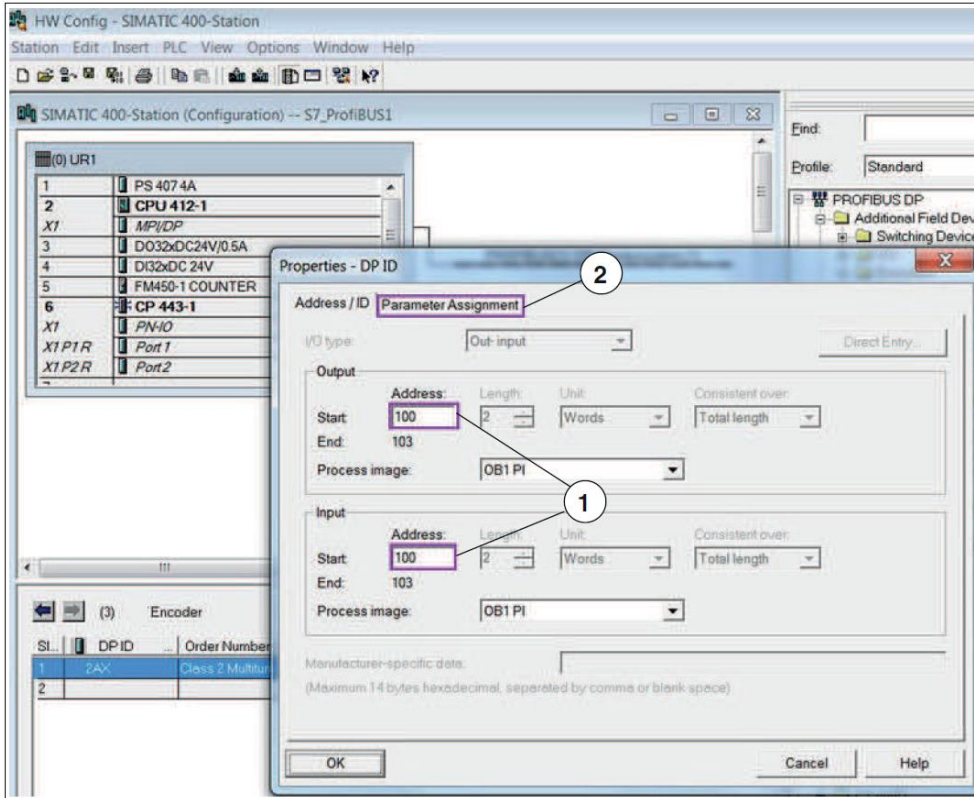 HW Config - SIMATIC 400-Station
Station Edit Insert PLC View Options Window Help
SIMATIC 400-Station (Configuration) -- S7_ProfiBUS1
(0) UR1
1 PS 407 4A
2 CPU 412-1
X1 MPI/DP
3 DO32xDC24V/0.5A
4 DI32xDC 24V
5 FM450-1 COUNTER
6 CP 443-1
X1 PN-IO
X1 P1 R Port 1
X1 P2 R Port 2
Find:
Profile: Standard
PROFIBUS DP
Additional Field Dev
Switching Device
Properties - DP ID
2
Address / ID Parameter Assignment
I/O type: Out- input Direct Entry...
Output
Address: Length: Unit: Consistent over:
Start: 100 2 Words Total length
End: 103
Process image: OB1 PI
1
Input
Address: Length: Unit: Consistent over:
Start: 100 2 Words Total length
End: 103
Process image: OB1 PI
Manufacturer-specific data:
(Maximum 14 bytes hexadecimal, separated by comma or blank space)
OK Cancel Help
(3) Encoder
Sl... DP ID ... Order Number
1 2AX Class 2 Multitur
2